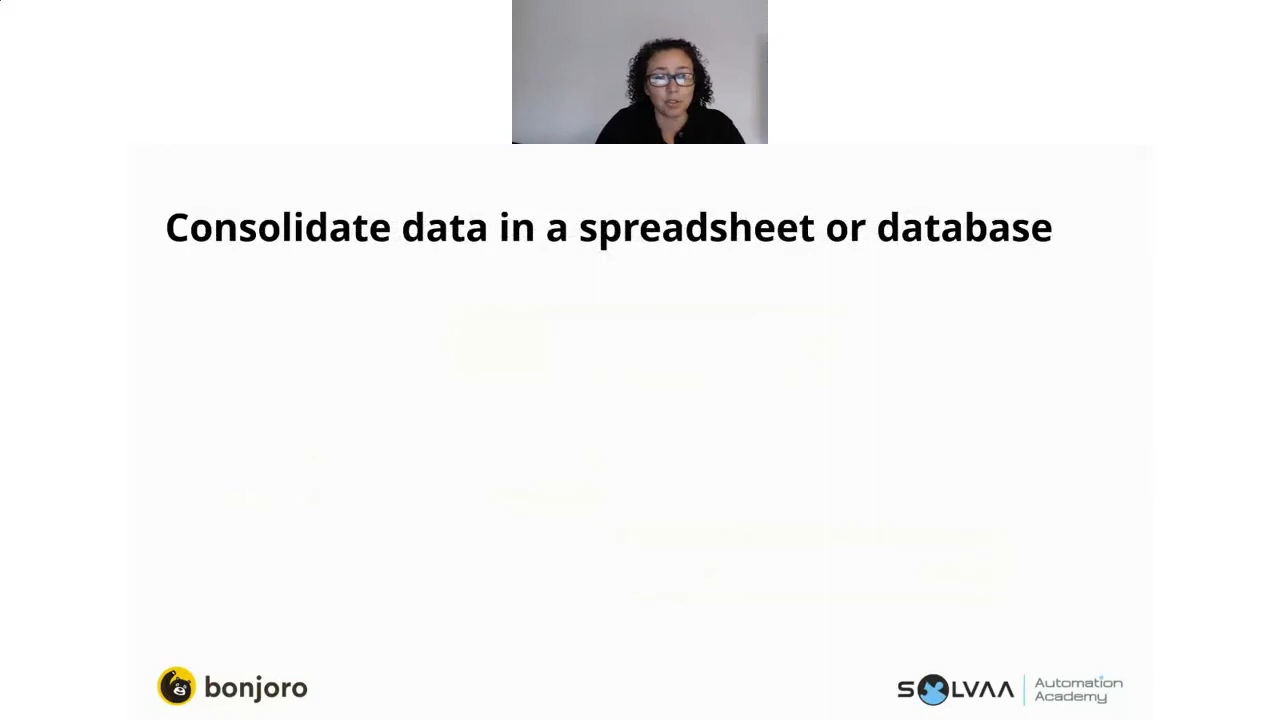 Consolidate data in a spreadsheet or database
bonjoro
SOLVAA
Automation
Academy